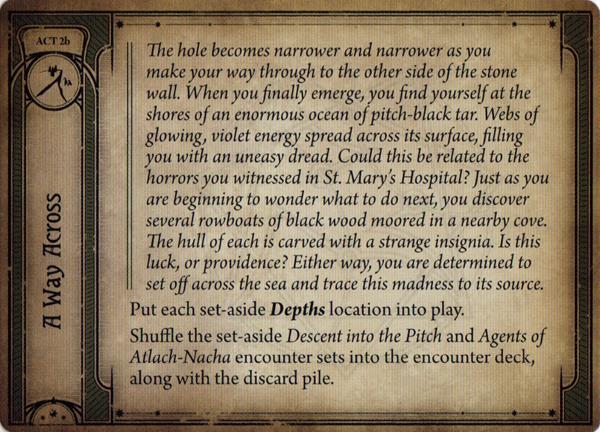 ACT 2b
A Way Across
The hole becomes narrower and narrower as you
make your way through to the other side of the stone
wall. When you finally emerge, you find yourself at the
shores of an enormous ocean of pitch-black tar. Webs of
glowing, violet energy spread across its surface, filling
you with an uneasy dread. Could this be related to the
horrors you witnessed in St. Mary's Hospital? Just as you
are beginning to wonder what to do next, you discover
several rowboats of black wood moored in a nearby cove.
The hull of each is carved with a strange insignia. Is this
luck, or providence? Either way, you are determined to
set off across the sea and trace this madness to its source.
Put each set-aside Depths location into play.
Shuffle the set-aside Descent into the Pitch and Agents of
Atlach-Nacha encounter sets into the encounter deck,
along with the discard pile.